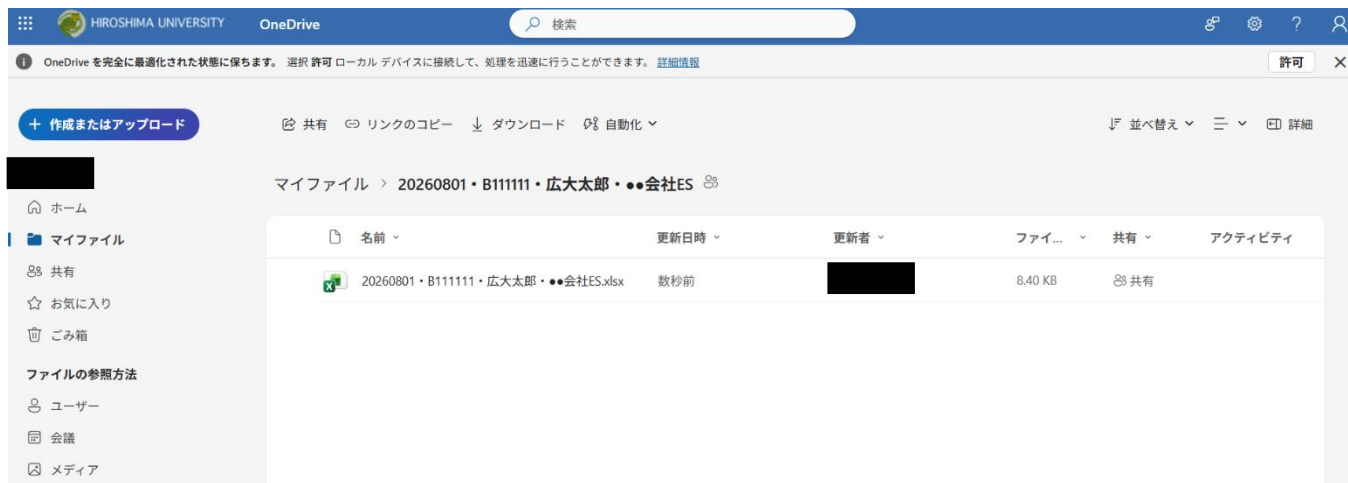 HIROSHIMA UNIVERSITY OneDrive 検索
OneDrive を完全に最適化された状態に保ちます。 選択 許可 ローカル デバイスに接続して、処理を迅速に行うことができます。 詳細情報 許可
+ 作成またはアップロード 共有 リンクのコピー ダウンロード 自動化 並べ替え 詳細
マイファイル > 20260801・B111111・広大太郎・●●会社ES
ホーム
マイファイル 名前 更新日時 更新者 ファイ... 共有 アクティビティ
共有 20260801・B111111・広大太郎・●●会社ES.xlsx 数秒前 8.40 KB 共有
お気に入り
ごみ箱
ファイルの参照方法
ユーザー
会議
メディア